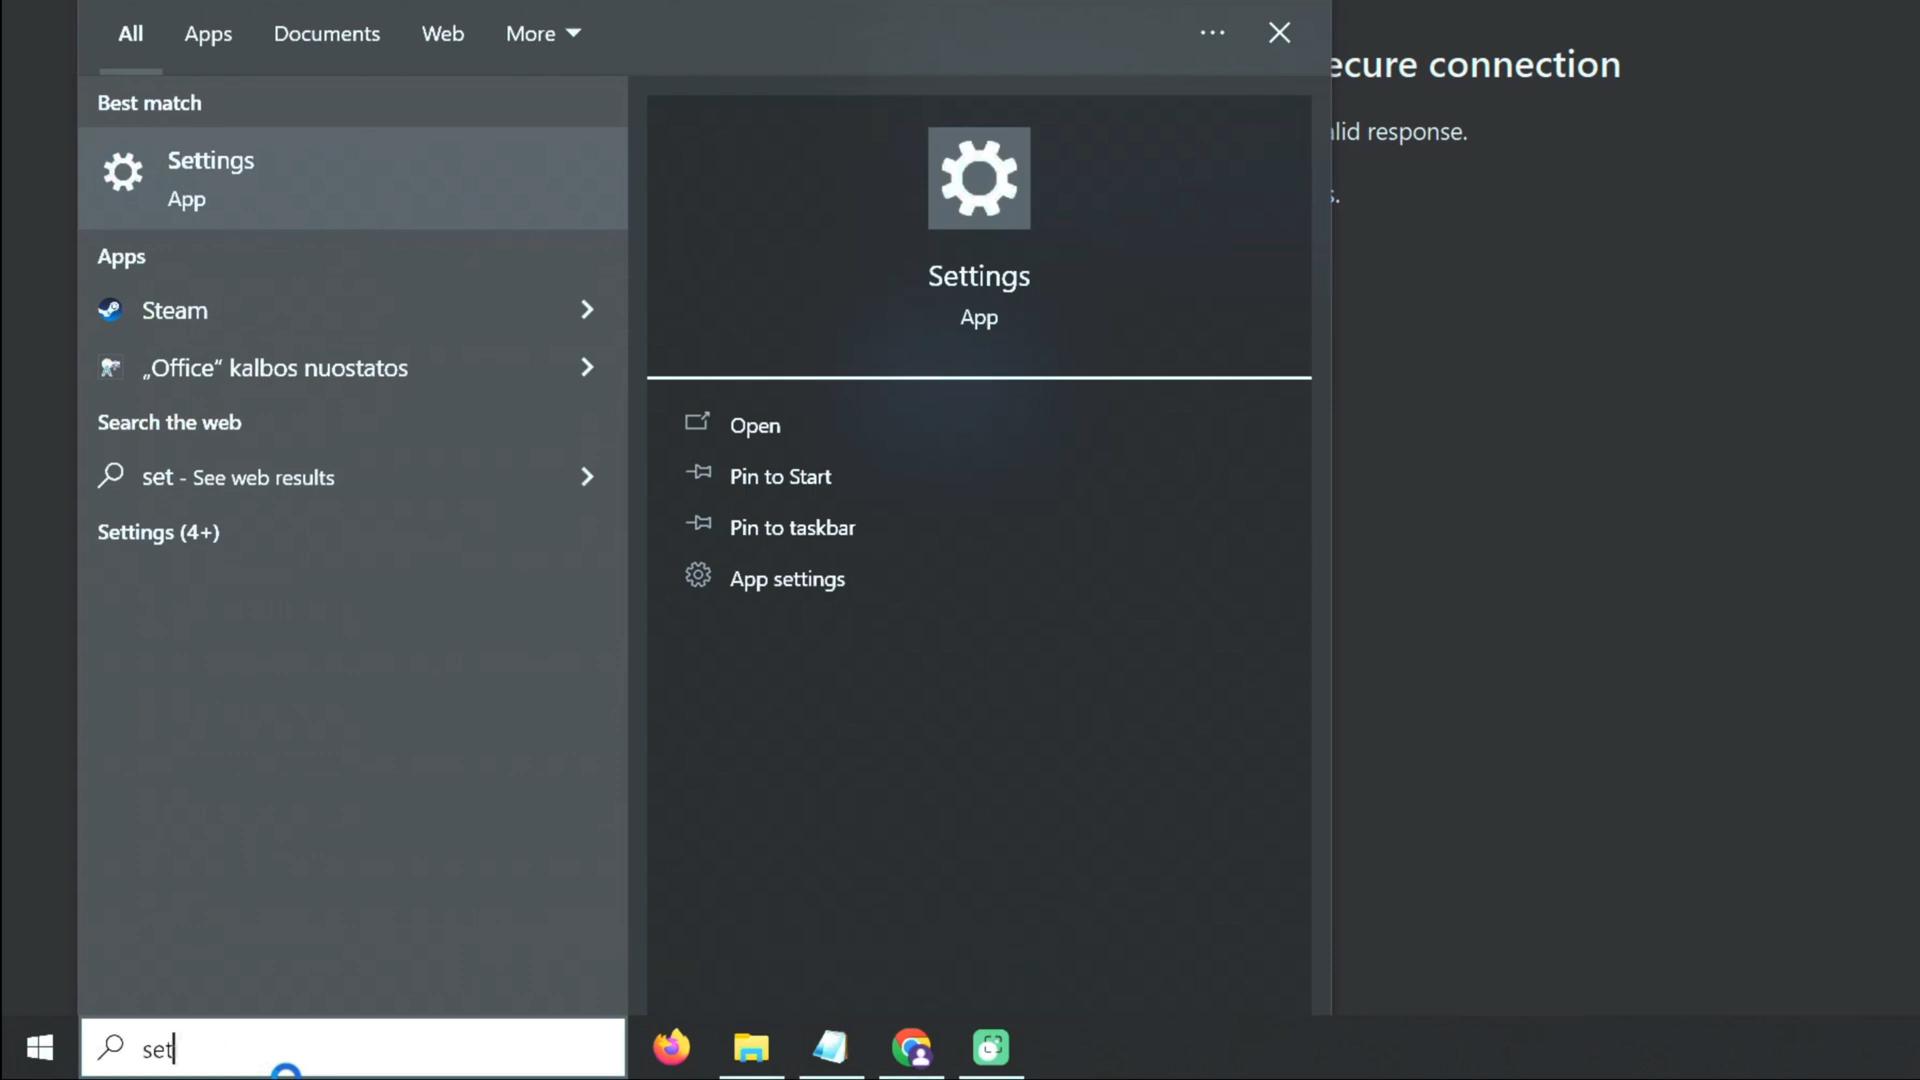 All Apps Documents Web More
ecure connection
Best match
Settings
App
lid response.
s.
Settings
App
Apps
Steam
„Office“ kalbos nuostatos
Search the web
set - See web results
Settings (4+)
Open
Pin to Start
Pin to taskbar
App settings
set